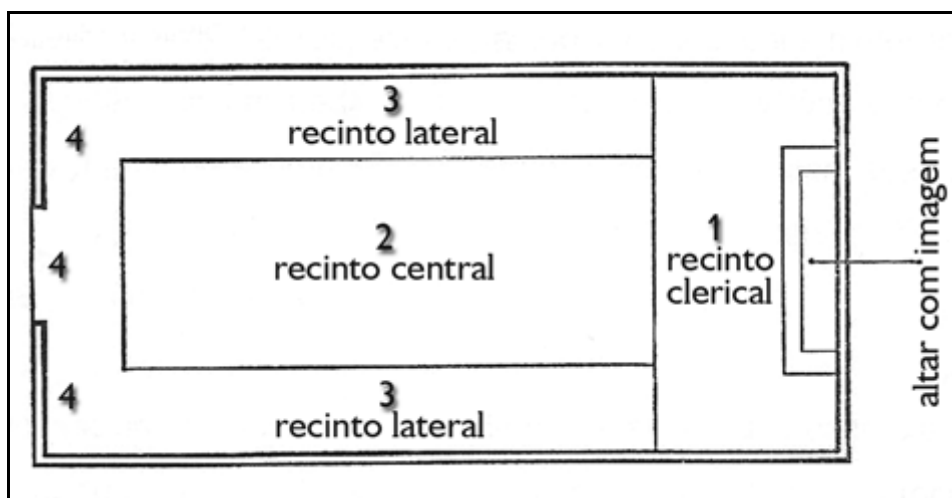 3
recinto lateral
4
2
recinto central
4
1
recinto
clerical
altar com imagem
4
3
recinto lateral